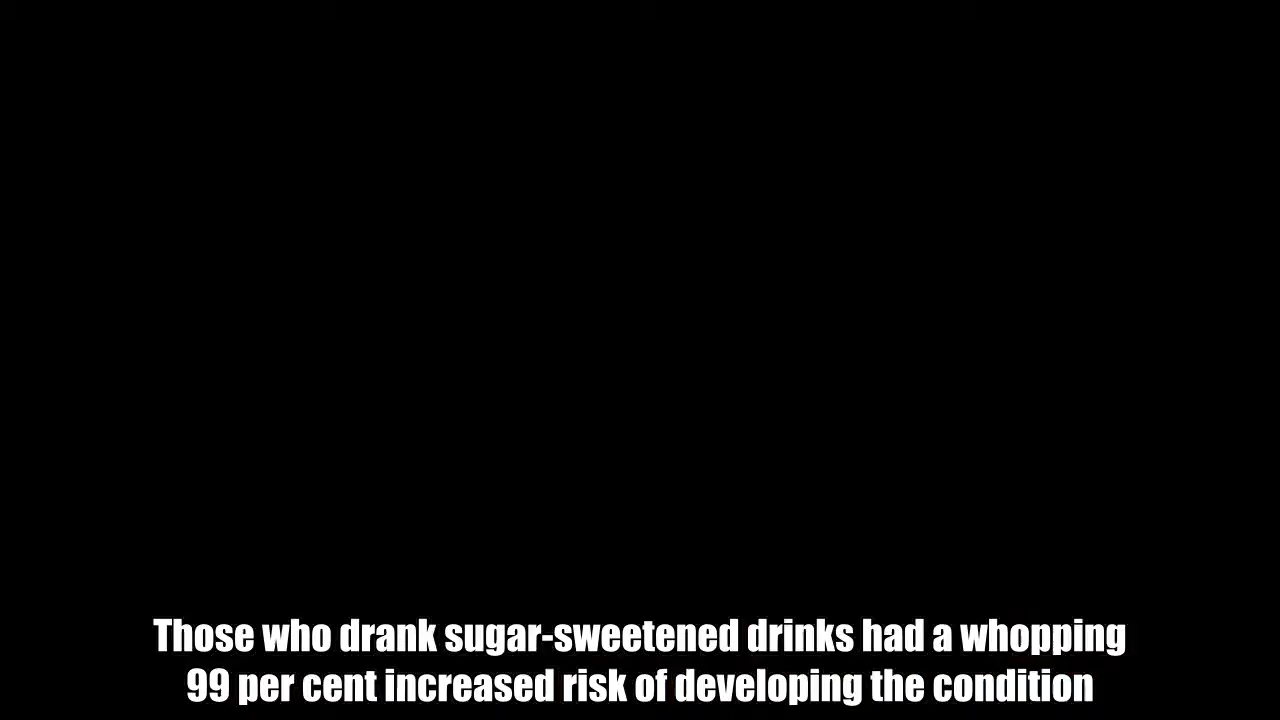 Those who drank sugar-sweetened drinks had a whopping
99 per cent increased risk of developing the condition